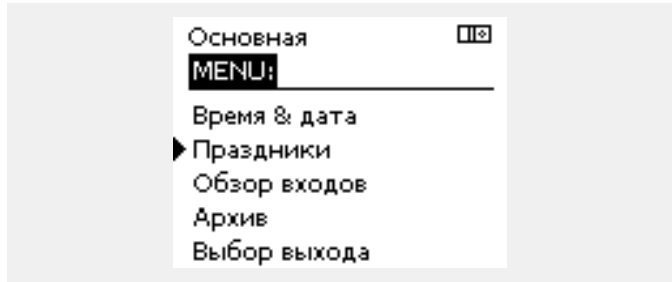 Основная
MENU:
Время & дата
Праздники
Обзор входов
Архив
Выбор выхода